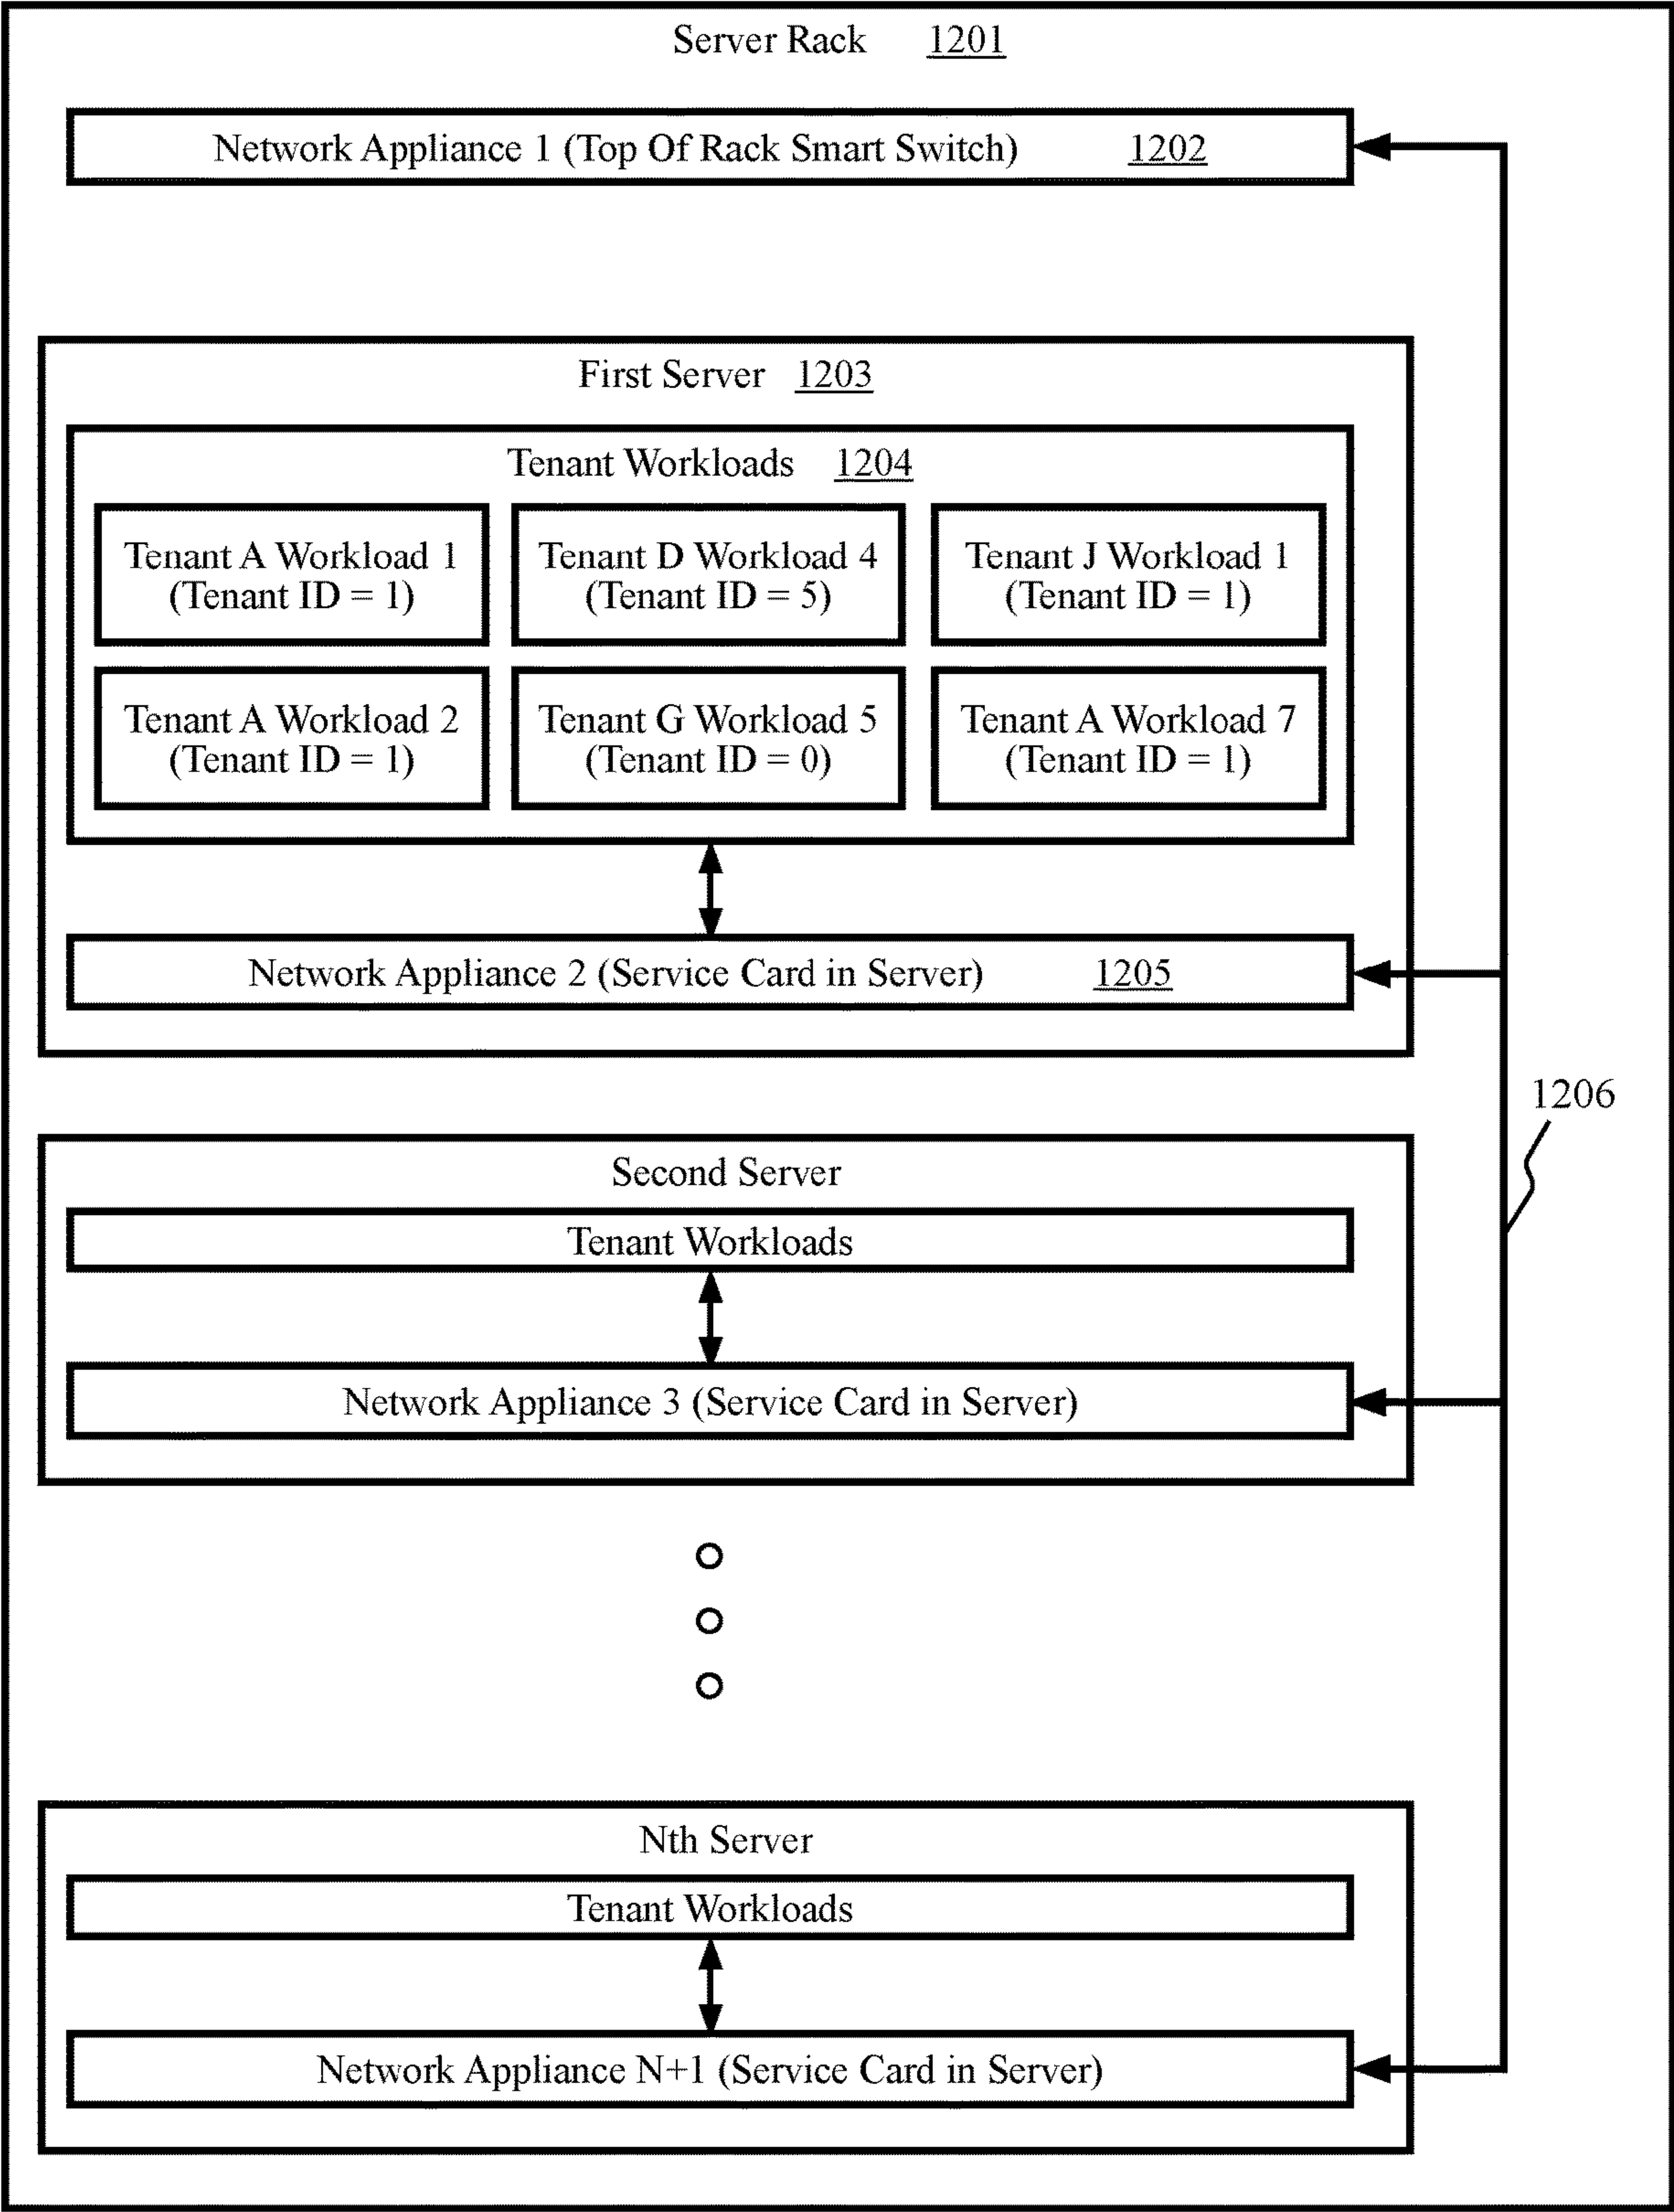 Server Rack 1201
Network Appliance 1 (Top Of Rack Smart Switch) 1202
First Server 1203
Tenant Workloads 1204
Tenant A Workload 1
(Tenant ID = 1)
Tenant D Workload 4
(Tenant ID = 5)
Tenant J Workload 1
(Tenant ID = 1)
Tenant A Workload 2
(Tenant ID = 1)
Tenant G Workload 5
(Tenant ID = 0)
Tenant A Workload 7
(Tenant ID = 1)
Network Appliance 2 (Service Card in Server) 1205
1206
Second Server
Tenant Workloads
Network Appliance 3 (Service Card in Server)
Nth Server
Tenant Workloads
Network Appliance N+1 (Service Card in Server)